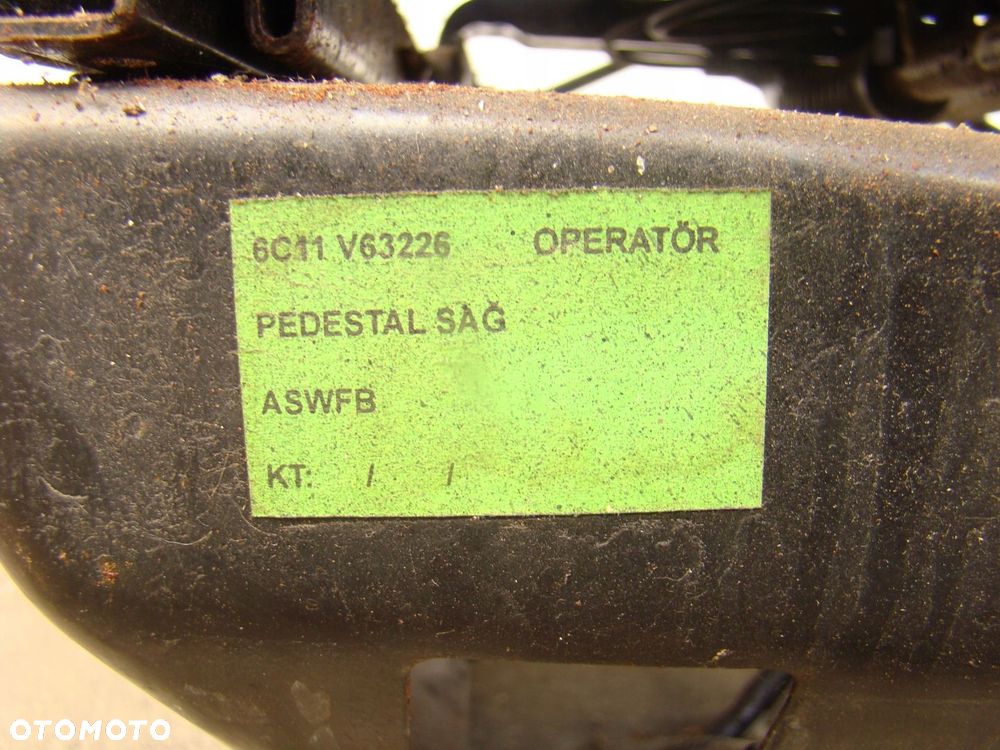 6C11 V63226 OPERATÖR
PEDESTAL SAĞ
ASWFB
KT: / /
OTOMOTO